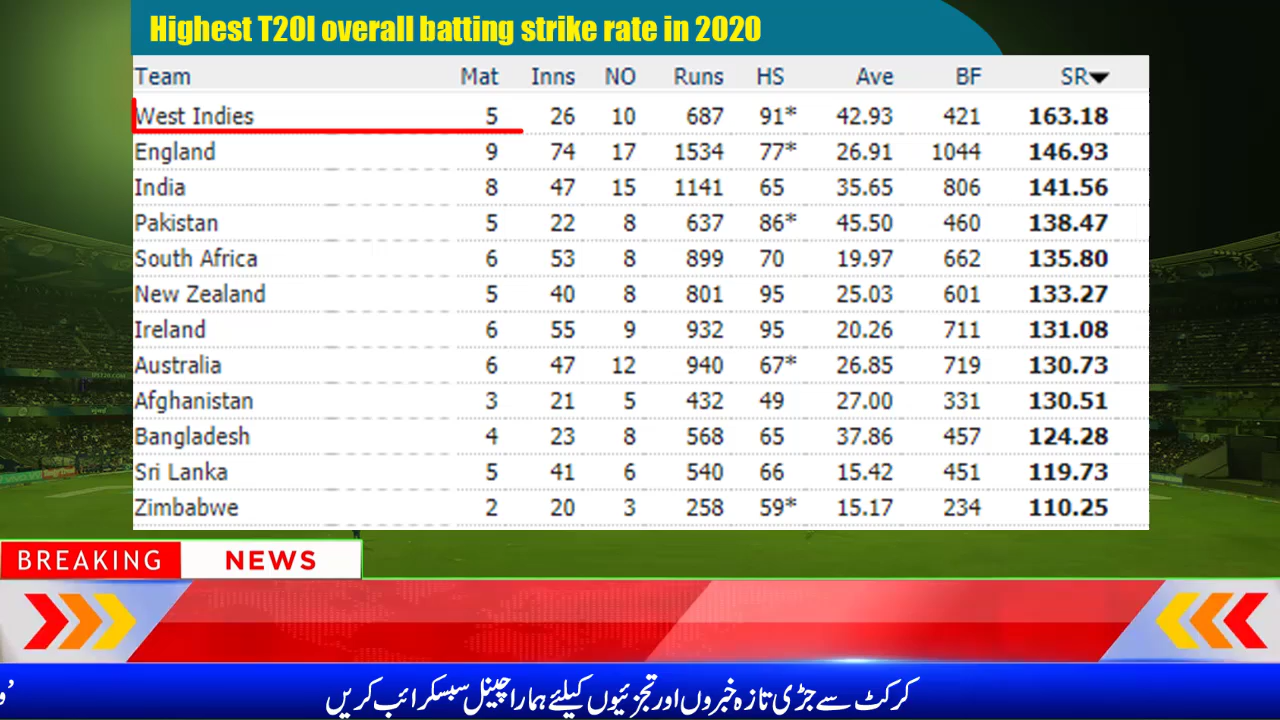 Highest T20I overall batting strike rate in 2020
Team Mat Inns NO Runs HS Ave BF SR
West Indies 5 26 10 687 91* 42.93 421 163.18
England 9 74 17 1534 77* 26.91 1044 146.93
India 8 47 15 1141 65 35.65 806 141.56
Pakistan 5 22 8 637 86* 45.50 460 138.47
South Africa 6 53 8 899 70 19.97 662 135.80
New Zealand 5 40 8 801 95 25.03 601 133.27
Ireland 6 55 9 932 95 20.26 711 131.08
Australia 6 47 12 940 67* 26.85 719 130.73
Afghanistan 3 21 5 432 49 27.00 331 130.51
Bangladesh 4 23 8 568 65 37.86 457 124.28
Sri Lanka 5 41 6 540 66 15.42 451 119.73
Zimbabwe 2 20 3 258 59* 15.17 234 110.25
BREAKING NEWS
کرکٹ سے جڑی تازہ خبروں اور تجزئیوں کیلئے ہمارا چینل سبسکرائب کریں